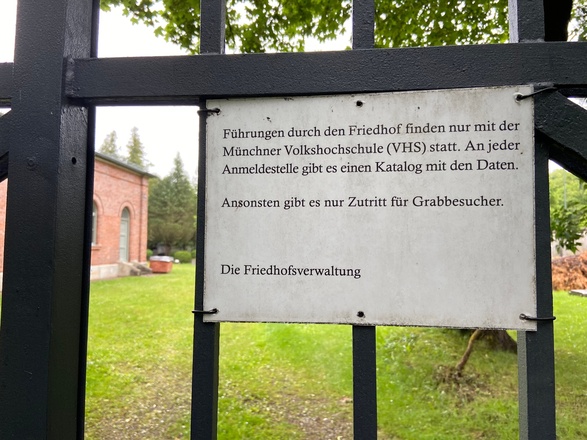 Führungen durch den Friedhof finden nur mit der
Münchner Volkshochschule (VHS) statt. An jeder
Anmeldestelle gibt es einen Katalog mit den Daten.
Ansonsten gibt es nur Zutritt für Grabbesucher.
Die Friedhofsverwaltung